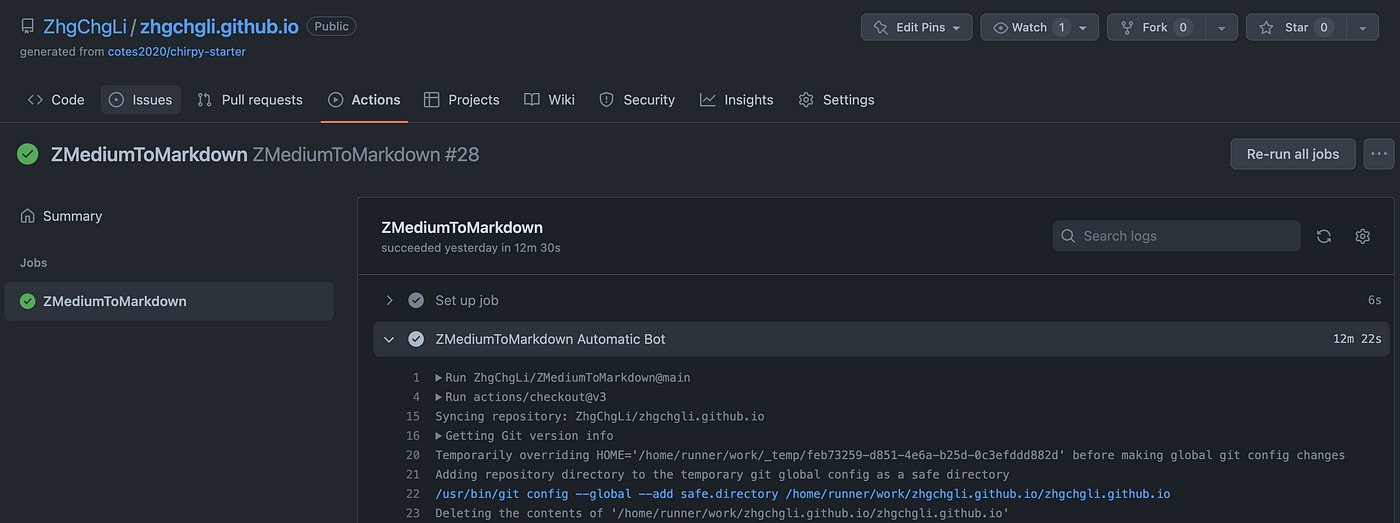 ZhgChgLi / zhgchgli.github.io Public
Edit Pins Watch 1 Fork 0 Star 0
generated from cotes2020/chirpy-starter
Code Issues Pull requests Actions Projects Wiki Security Insights Settings
ZMediumToMarkdown ZMediumToMarkdown #28
Re-run all jobs
Summary
Jobs
ZMediumToMarkdown
ZMediumToMarkdown
succeeded yesterday in 12m 30s
Search logs
Set up job 6s
ZMediumToMarkdown Automatic Bot 12m 22s
1 Run ZhgChgLi/ZMediumToMarkdown@main
4 Run actions/checkout@v3
15 Syncing repository: ZhgChgLi/zhgchgli.github.io
16 Getting Git version info
20 Temporarily overriding HOME='/home/runner/work/_temp/feb73259-d851-4e6a-b25d-0c3efddd882d' before making global git config changes
21 Adding repository directory to the temporary git global config as a safe directory
22 /usr/bin/git config --global --add safe.directory /home/runner/work/zhgchgli.github.io/zhgchgli.github.io
23 Deleting the contents of '/home/runner/work/zhgchgli.github.io/zhgchgli.github.io'